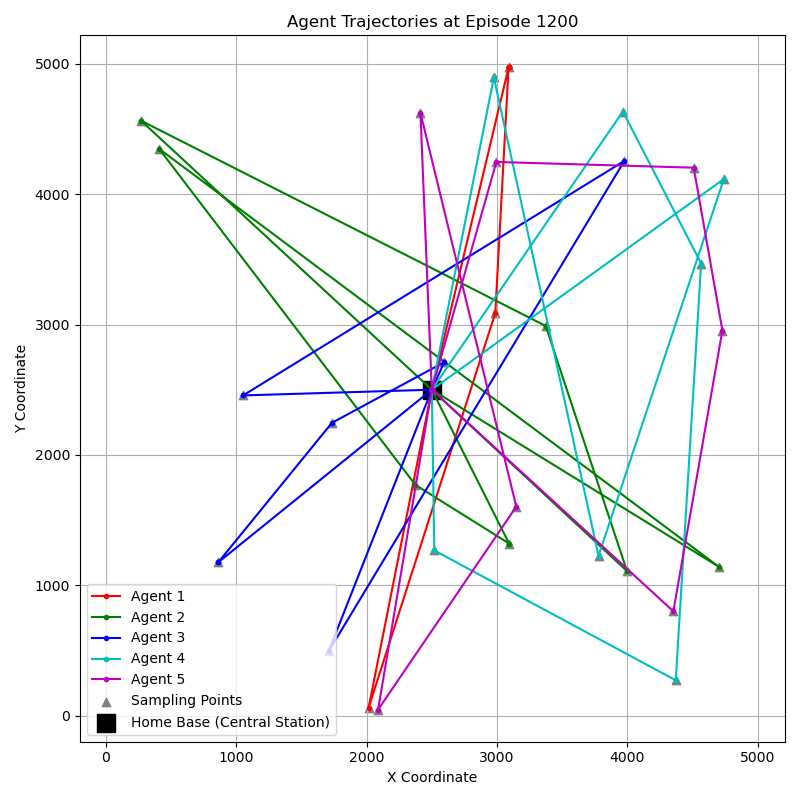 Agent Trajectories at Episode 1200
Y Coordinate
5000
4000
3000
2000
1000
0
Agent 1
Agent 2
Agent 3
Agent 4
Agent 5
Sampling Points
Home Base (Central Station)
0 1000 2000 3000 4000 5000
X Coordinate